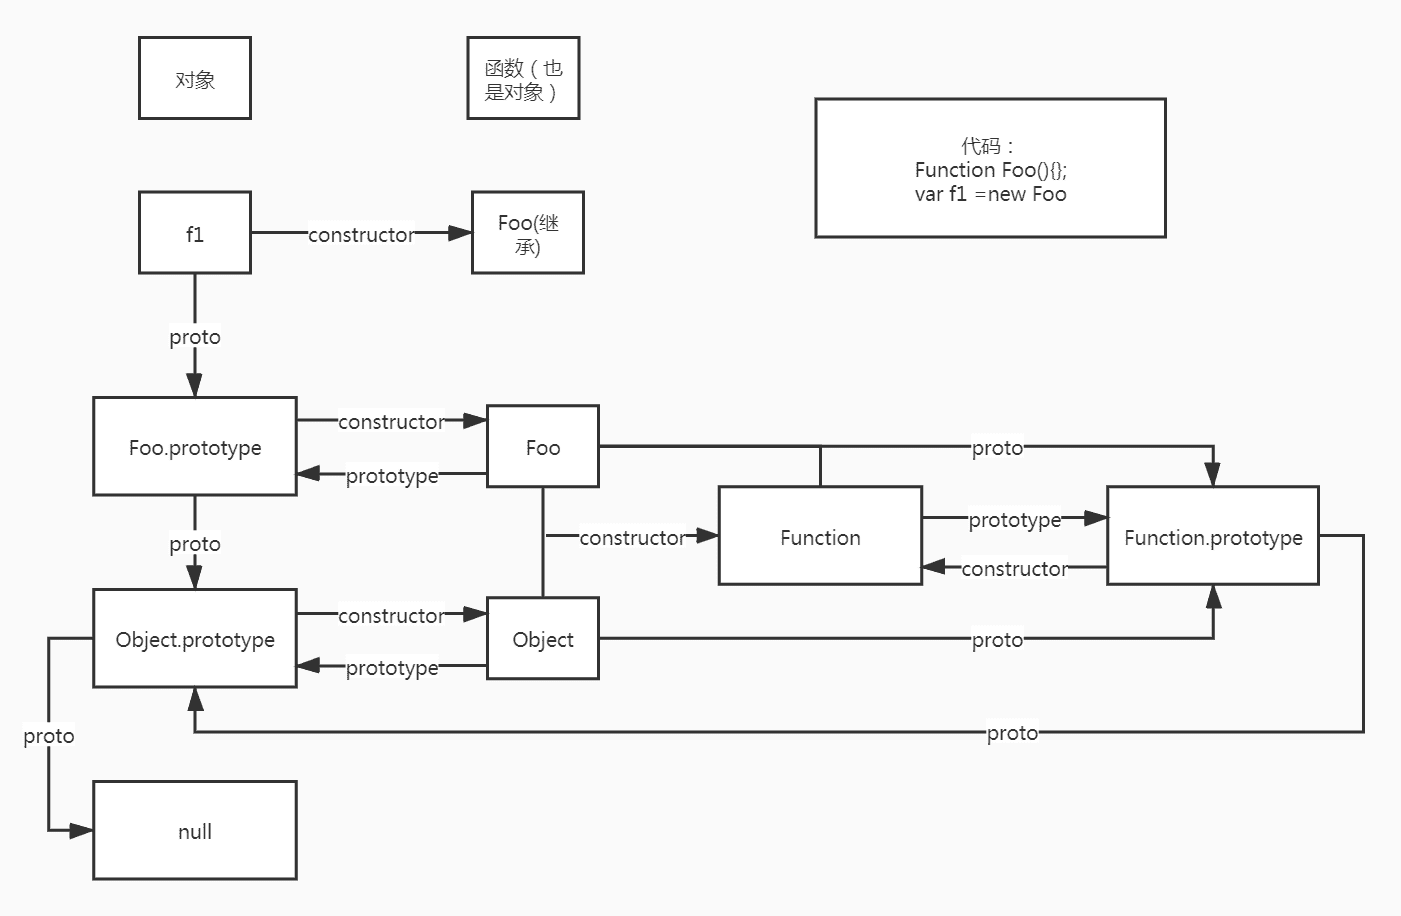 对象
函数（也
是对象）
代码：
Function Foo(){};
var f1 =new Foo
f1
constructor
Foo(继
承)
proto
Foo.prototype
constructor
prototype
Foo
proto
proto
constructor
Function
prototype
constructor
Function.prototype
Object.prototype
constructor
prototype
Object
proto
proto
proto
null